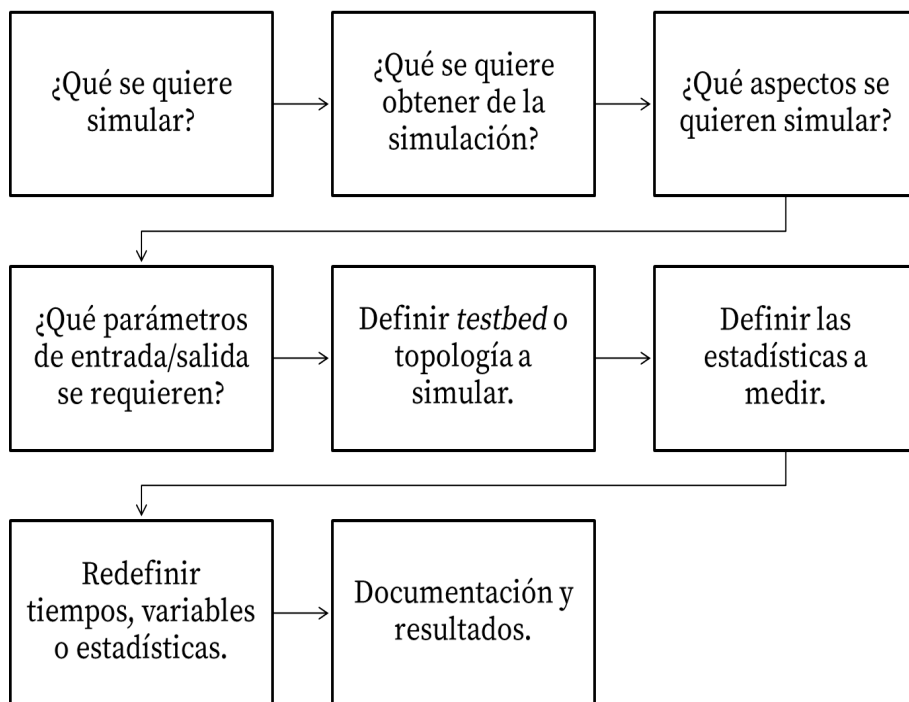 ¿Qué se quiere
simular?
¿Qué se quiere
obtener de la
simulación?
¿Qué aspectos se
quieren simular?
¿Qué parámetros
de entrada/salida
se requieren?
Definir testbed o
topología a
simular.
Definir las
estadísticas a
medir.
Redefinir
tiempos, variables
o estadísticas.
Documentación y
resultados.